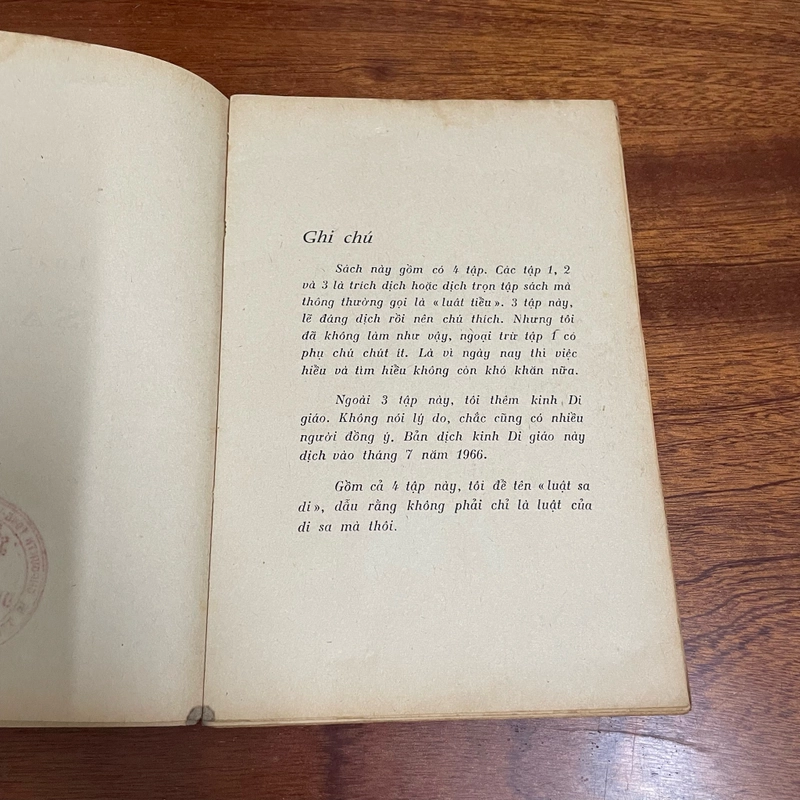 Ghi chú
Sách này gồm có 4 tập. Các tập 1, 2
và 3 là trích dịch hoặc dịch trọn tập sách mà
thông thường gọi là «luật tiểu». 3 tập này,
lẽ đáng dịch rồi nên chú thích. Nhưng tôi
đã không làm như vậy, ngoại trừ tập 1 có
phụ chú chút ít. Là vì ngày nay thì việc
hiểu và tìm hiểu không còn khó khăn nữa.
Ngoài 3 tập này, tôi thêm kinh Di
giáo. Không nói lý do, chắc cũng có nhiều
người đồng ý. Bản dịch kinh Di giáo này
dịch vào tháng 7 năm 1966.
Gồm cả 4 tập này, tôi đề tên «luật sa
di», dẫu rằng không phải chỉ là luật của
di sa mà thôi.